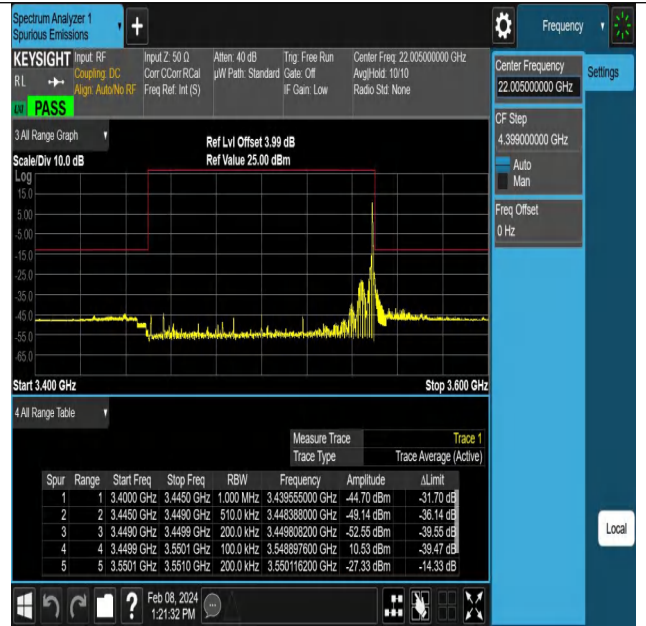 Spectrum Analyzer 1
Spurious Emissions
Frequency
KEYSIGHT
RL
LXI
PASS
Input: RF
Coupling: DC
Align: Auto/No RF
Input Z: 50 Ω
Corr CCorr RCal
Freq Ref: Int (S)
Atten: 40 dB
µW Path: Standard
Trig: Free Run
Gate: Off
IF Gain: Low
Center Freq: 22.005000000 GHz
Avg|Hold: 10/10
Radio Std: None
Center Frequency
22.005000000 GHz
Settings
CF Step
4.399000000 GHz
Auto
Man
Freq Offset
0 Hz
3 All Range Graph
Scale/Div 10.0 dB
Ref Lvl Offset 3.99 dB
Ref Value 25.00 dBm
Log
15.0
5.00
-5.00
-15.0
-25.0
-35.0
-45.0
-55.0
-65.0
Start 3.400 GHz
Stop 3.600 GHz
4 All Range Table
Measure Trace Trace 1
Trace Type Trace Average (Active)
Spur Range Start Freq Stop Freq RBW Frequency Amplitude ΔLimit
1 1 3.4000 GHz 3.4450 GHz 1.000 MHz 3.439555000 GHz -44.70 dBm -31.70 dB
2 2 3.4450 GHz 3.4490 GHz 510.0 kHz 3.448388000 GHz -49.14 dBm -36.14 dB
3 3 3.4490 GHz 3.4499 GHz 200.0 kHz 3.449808200 GHz -52.55 dBm -39.55 dB
4 4 3.4499 GHz 3.5501 GHz 100.0 kHz 3.548897600 GHz 10.53 dBm -39.47 dB
5 5 3.5501 GHz 3.5510 GHz 200.0 kHz 3.550116200 GHz -27.33 dBm -14.33 dB
Local
?
Feb 08, 2024
1:21:32 PM